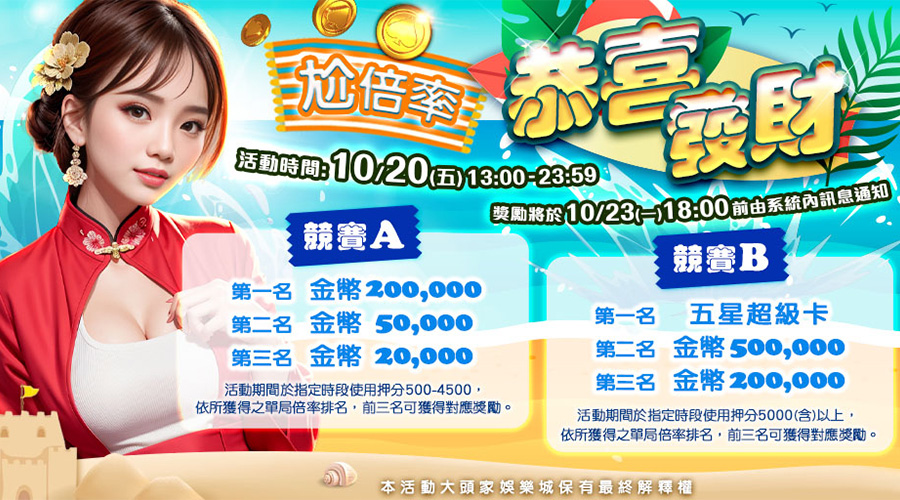 尬倍率
恭喜
發財
活動時間:10/20(五)13:00-23:59
獎勵將於10/23(一)18:00前由系統內訊息通知
競賽A
第一名 金幣 200,000
第二名 金幣 50,000
第三名 金幣 20,000
活動期間於指定時段使用押分500-4500，
依所獲得之單局倍率排名，前三名可獲得對應獎勵。
競賽B
第一名 五星超級卡
第二名 金幣 500,000
第三名 金幣 200,000
活動期間於指定時段使用押分5000(含)以上，
依所獲得之單局倍率排名，前三名可獲得對應獎勵。
本活動大頭家娛樂城保有最終解釋權